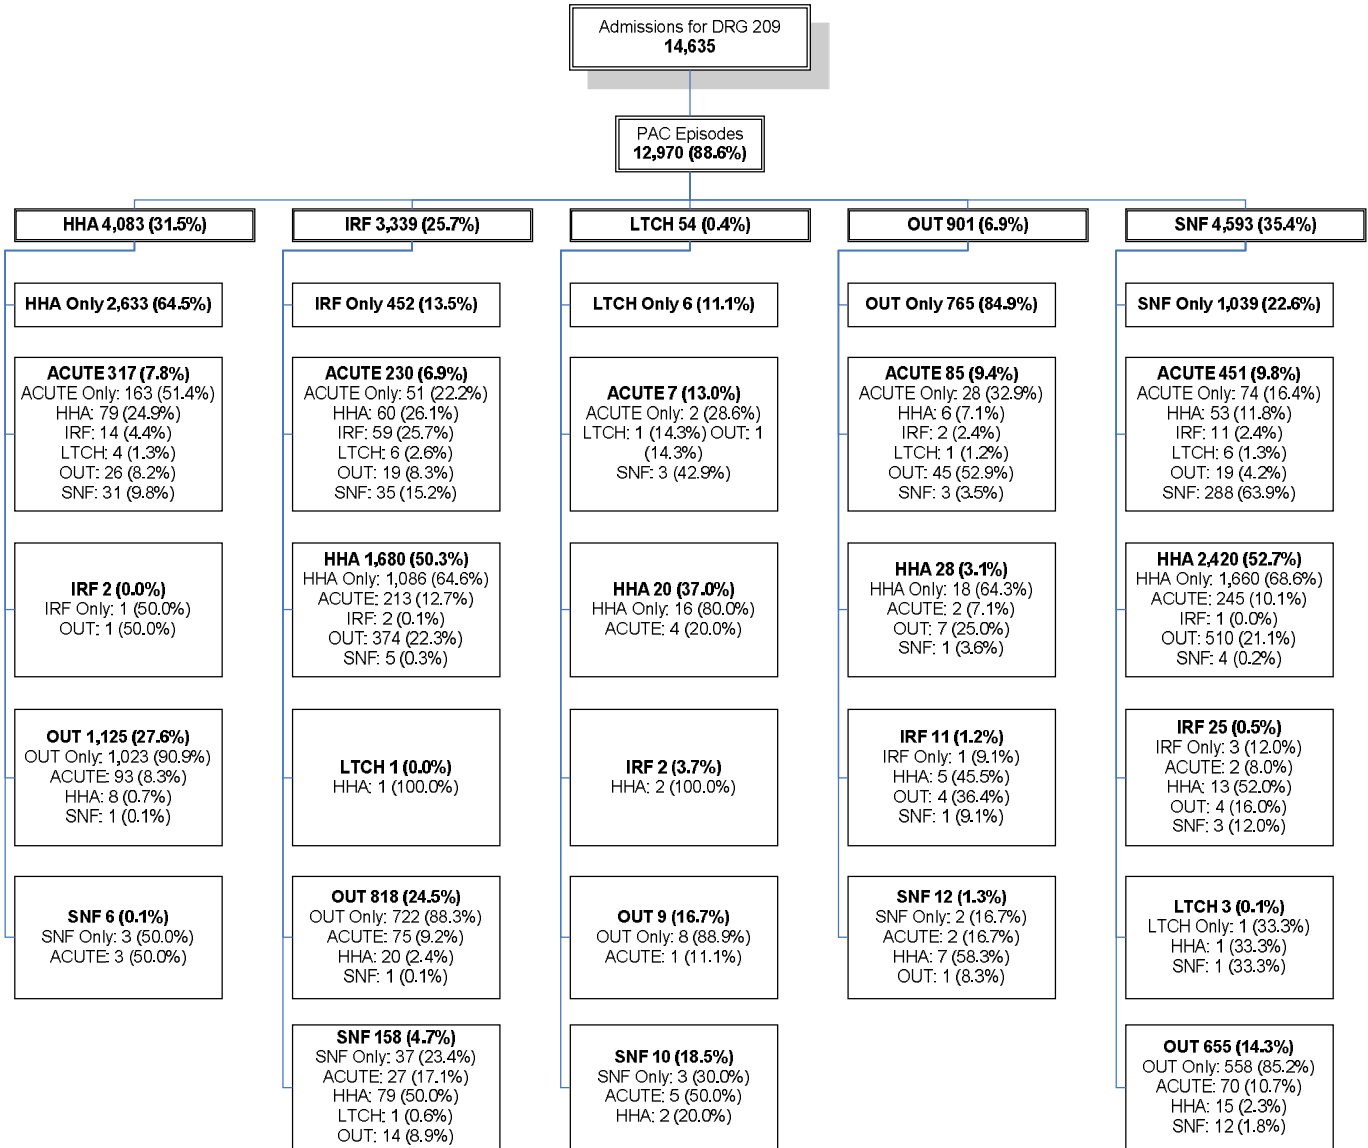 Admissions for DRG 209
14,635
PAC Episodes
12,970 (88.6%)
HHA 4,083 (31.5%)
HHA Only 2,633 (64.5%)
ACUTE 317 (7.8%)
ACUTE Only: 163 (51.4%)
HHA: 79 (24.9%)
IRF: 14 (4.4%)
LTCH: 4 (1.3%)
OUT: 26 (8.2%)
SNF: 31 (9.8%)
IRF 2 (0.0%)
IRF Only: 1 (50.0%)
OUT: 1 (50.0%)
OUT 1,125 (27.6%)
OUT Only: 1,023 (90.9%)
ACUTE: 93 (8.3%)
HHA: 8 (0.7%)
SNF: 1 (0.1%)
SNF 6 (0.1%)
SNF Only: 3 (50.0%)
ACUTE: 3 (50.0%)
IRF 3,339 (25.7%)
IRF Only 452 (13.5%)
ACUTE 230 (6.9%)
ACUTE Only: 51 (22.2%)
HHA: 60 (26.1%)
IRF: 59 (25.7%)
LTCH: 6 (2.6%)
OUT: 19 (8.3%)
SNF: 35 (15.2%)
HHA 1,680 (50.3%)
HHA Only: 1,086 (64.6%)
ACUTE: 213 (12.7%)
IRF: 2 (0.1%)
OUT: 374 (22.3%)
SNF: 5 (0.3%)
LTCH 1 (0.0%)
HHA: 1 (100.0%)
OUT 818 (24.5%)
OUT Only: 722 (88.3%)
ACUTE: 75 (9.2%)
HHA: 20 (2.4%)
SNF: 1 (0.1%)
SNF 158 (4.7%)
SNF Only: 37 (23.4%)
ACUTE: 27 (17.1%)
HHA: 79 (50.0%)
LTCH: 1 (0.6%)
OUT: 14 (8.9%)
LTCH 54 (0.4%)
LTCH Only 6 (11.1%)
ACUTE 7 (13.0%)
ACUTE Only: 2 (28.6%)
LTCH: 1 (14.3%) OUT: 1
(14.3%)
SNF: 3 (42.9%)
HHA 20 (37.0%)
HHA Only: 16 (80.0%)
ACUTE: 4 (20.0%)
IRF 2 (3.7%)
HHA: 2 (100.0%)
OUT 9 (16.7%)
OUT Only: 8 (88.9%)
ACUTE: 1 (11.1%)
SNF 10 (18.5%)
SNF Only: 3 (30.0%)
ACUTE: 5 (50.0%)
HHA: 2 (20.0%)
OUT 901 (6.9%)
OUT Only 765 (84.9%)
ACUTE 85 (9.4%)
ACUTE Only: 28 (32.9%)
HHA: 6 (7.1%)
IRF: 2 (2.4%)
LTCH: 1 (1.2%)
OUT: 45 (52.9%)
SNF: 3 (3.5%)
HHA 28 (3.1%)
HHA Only: 18 (64.3%)
ACUTE: 2 (7.1%)
OUT: 7 (25.0%)
SNF: 1 (3.6%)
IRF 11 (1.2%)
IRF Only: 1 (9.1%)
HHA: 5 (45.5%)
OUT: 4 (36.4%)
SNF: 1 (9.1%)
SNF 12 (1.3%)
SNF Only: 2 (16.7%)
ACUTE: 2 (16.7%)
HHA: 7 (58.3%)
OUT: 1 (8.3%)
SNF 4,593 (35.4%)
SNF Only 1,039 (22.6%)
ACUTE 451 (9.8%)
ACUTE Only: 74 (16.4%)
HHA: 53 (11.8%)
IRF: 11 (2.4%)
LTCH: 6 (1.3%)
OUT: 19 (4.2%)
SNF: 288 (63.9%)
HHA 2,420 (52.7%)
HHA Only: 1,660 (68.6%)
ACUTE: 245 (10.1%)
IRF: 1 (0.0%)
OUT: 510 (21.1%)
SNF: 4 (0.2%)
IRF 25 (0.5%)
IRF Only: 3 (12.0%)
ACUTE: 2 (8.0%)
HHA: 13 (52.0%)
OUT: 4 (16.0%)
SNF: 3 (12.0%)
LTCH 3 (0.1%)
LTCH Only: 1 (33.3%)
HHA: 1 (33.3%)
SNF: 1 (33.3%)
OUT 655 (14.3%)
OUT Only: 558 (85.2%)
ACUTE: 70 (10.7%)
HHA: 15 (2.3%)
SNF: 12 (1.8%)